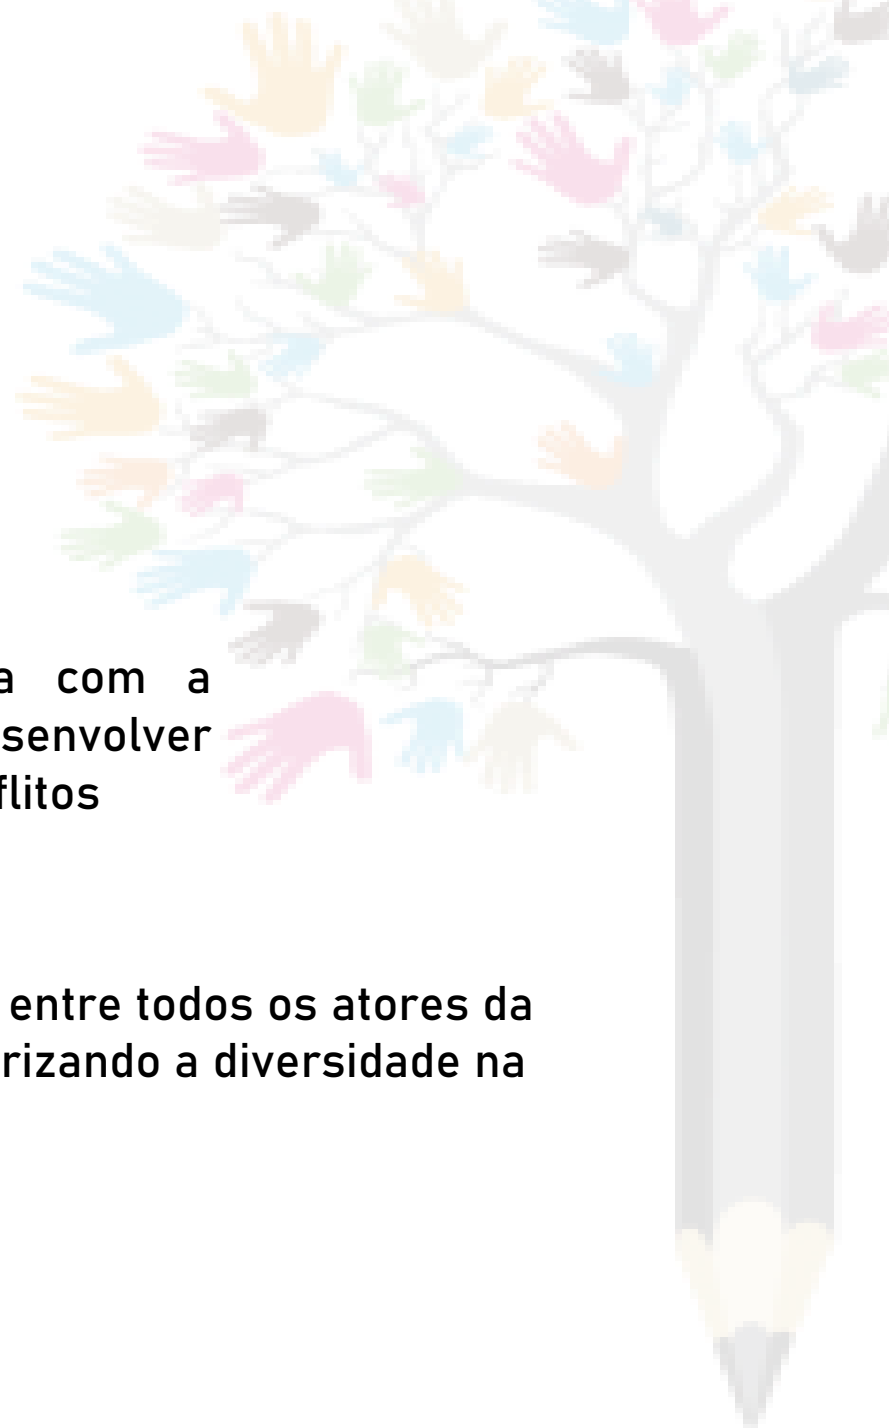 a com a
senvolver
flitos
entre todos os atores da
rizando a diversidade na